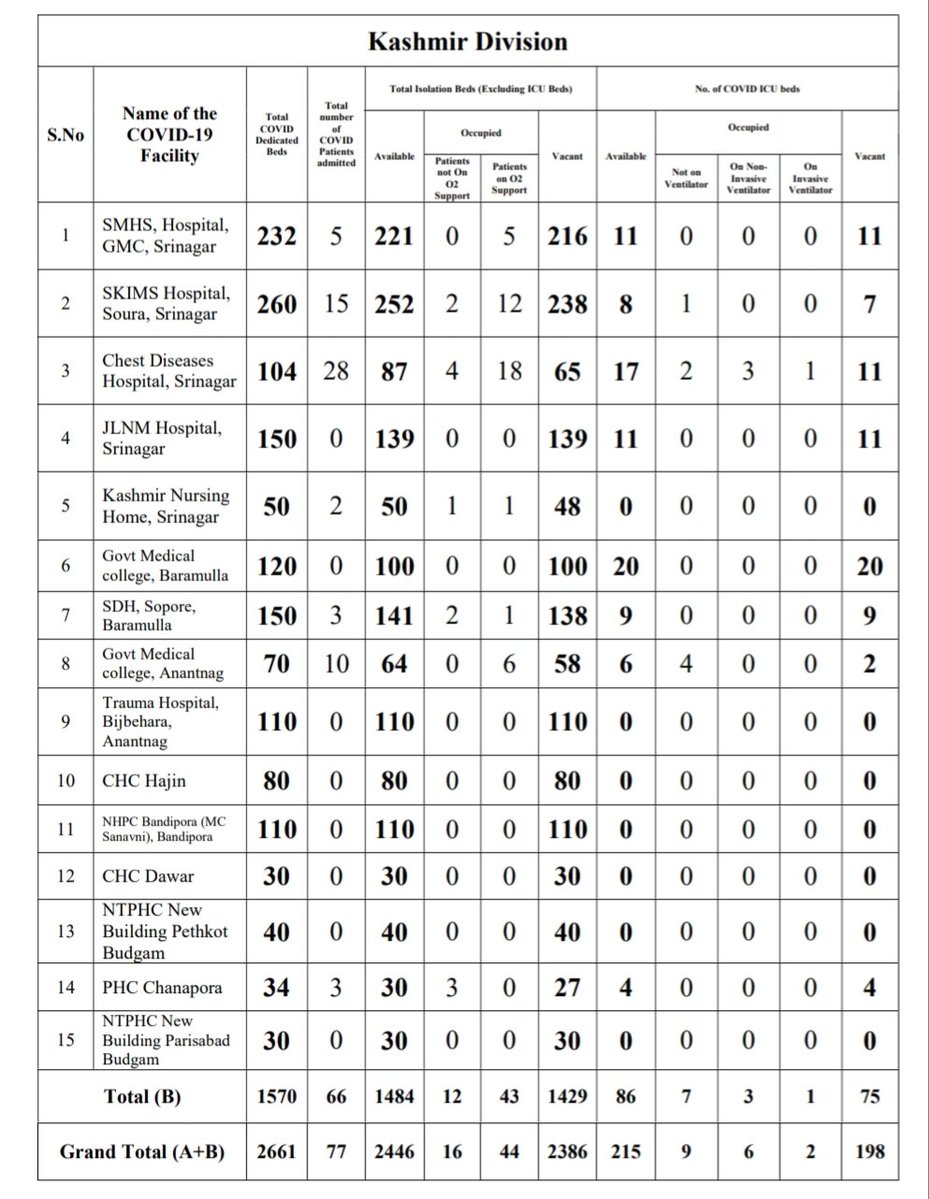 Kashmir Division
S.No
Name of the
COVID-19
Facility
Total
COVID
Dedicated
Beds
Total
number
of
COVID
Patients
admitted
Total Isolation Beds (Excluding ICU Beds)
No. of COVID ICU beds
Available
Occupied
Vacant
Available
Occupied
Vacant
Patients
not On
O2
Support
Patients
on O2
Support
Not on
Ventilator
On Non-
Invasive
Ventilator
On
Invasive
Ventilator
1 SMHS, Hospital,
GMC, Srinagar 232 5 221 0 5 216 11 0 0 0 11
2 SKIMS Hospital,
Soura, Srinagar 260 15 252 2 12 238 8 1 0 0 7
3 Chest Diseases
Hospital, Srinagar 104 28 87 4 18 65 17 2 3 1 11
4 JLNM Hospital,
Srinagar 150 0 139 0 0 139 11 0 0 0 11
5 Kashmir Nursing
Home, Srinagar 50 2 50 1 1 48 0 0 0 0 0
6 Govt Medical
college, Baramulla 120 0 100 0 0 100 20 0 0 0 20
7 SDH, Sopore,
Baramulla 150 3 141 2 1 138 9 0 0 0 9
8 Govt Medical
college, Anantnag 70 10 64 0 6 58 6 4 0 0 2
9 Trauma Hospital,
Bijbehara,
Anantnag 110 0 110 0 0 110 0 0 0 0 0
10 CHC Hajin 80 0 80 0 0 80 0 0 0 0 0
11 NHPC Bandipora (MC
Sanavni), Bandipora 110 0 110 0 0 110 0 0 0 0 0
12 CHC Dawar 30 0 30 0 0 30 0 0 0 0 0
13 NTPHC New
Building Pethkot
Budgam 40 0 40 0 0 40 0 0 0 0 0
14 PHC Chanapora 34 3 30 3 0 27 4 0 0 0 4
15 NTPHC New
Building Parisabad
Budgam 30 0 30 0 0 30 0 0 0 0 0
Total (B) 1570 66 1484 12 43 1429 86 7 3 1 75
Grand Total (A+B) 2661 77 2446 16 44 2386 215 9 6 2 198